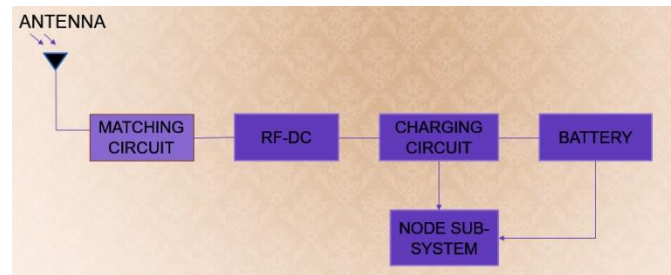 ANTENNA
MATCHING
CIRCUIT
RF-DC
CHARGING
CIRCUIT
BATTERY
NODE SUB-
SYSTEM